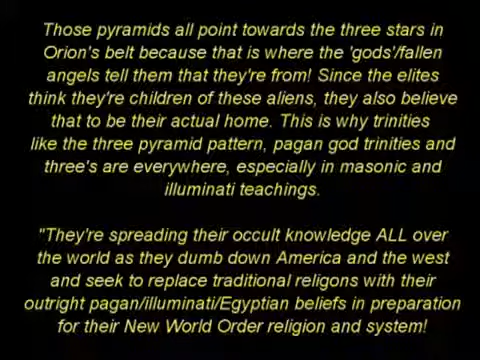 Those pyramids all point towards the three stars in
Orion's belt because that is where the 'gods'/fallen
angels tell them that they're from! Since the elites
think they're children of these aliens, they also believe
that to be their actual home. This is why trinities
like the three pyramid pattern, pagan god trinities and
three's are everywhere, especially in masonic and
illuminati teachings.
"They're spreading their occult knowledge ALL over
the world as they dumb down America and the west
and seek to replace traditional religons with their
outright pagan/illuminati/Egyptian beliefs in preparation
for their New World Order religion and system!